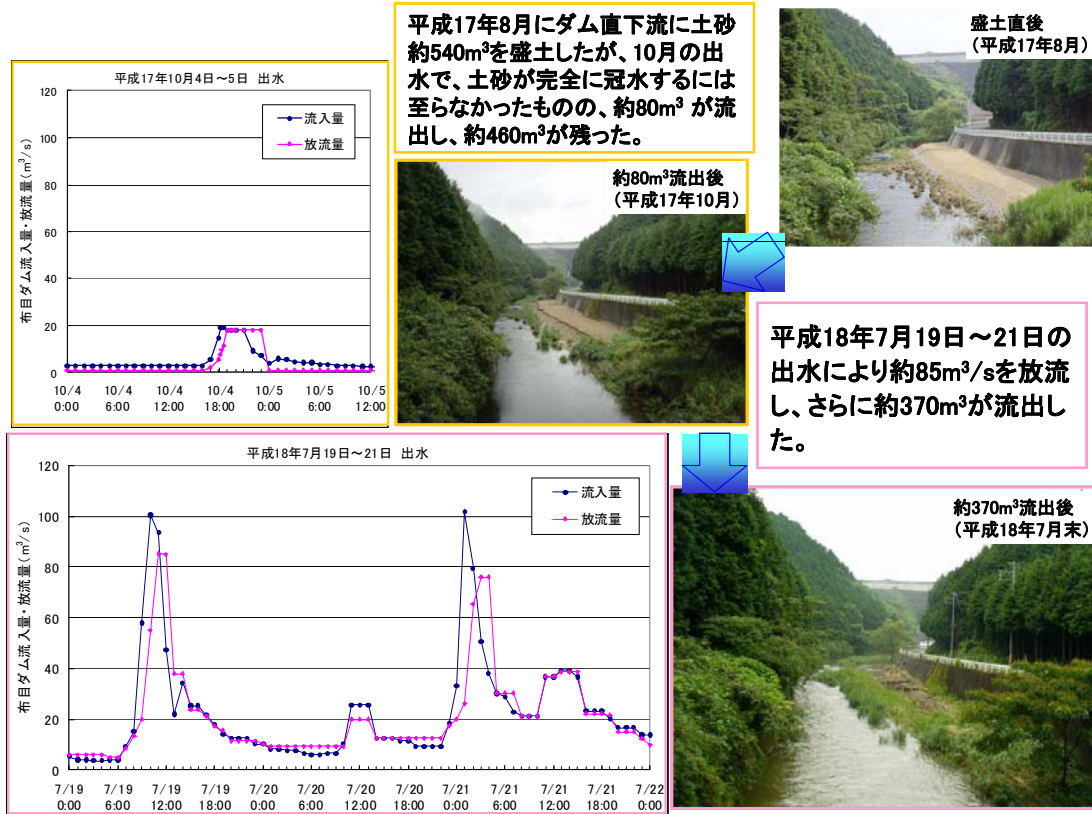 平成17年8月にダム直下流に土砂
約540m³を盛土したが、10月の出
水で、土砂が完全に冠水するには
至らなかったものの、約80m³ が流
出し、約460m³が残った。
盛土直後
（平成17年8月）
平成17年10月4日～5日 出水
布目ダム流入量・放流量(m³/s)
120
100
80
60
40
20
0
流入量
放流量
10/4 10/4 10/4 10/4 10/5 10/5 10/5
0:00 6:00 12:00 18:00 0:00 6:00 12:00
約80m³流出後
（平成17年10月）
平成18年7月19日～21日の
出水により約85m³/sを放流
し、さらに約370m³が流出し
た。
平成18年7月19日～21日 出水
布目ダム流入量・放流量(m³/s)
120
100
80
60
40
20
0
流入量
放流量
7/19 7/19 7/19 7/19 7/20 7/20 7/20 7/20 7/21 7/21 7/21 7/21 7/22
0:00 6:00 12:00 18:00 0:00 6:00 12:00 18:00 0:00 6:00 12:00 18:00 0:00
約370m³流出後
（平成18年7月末）